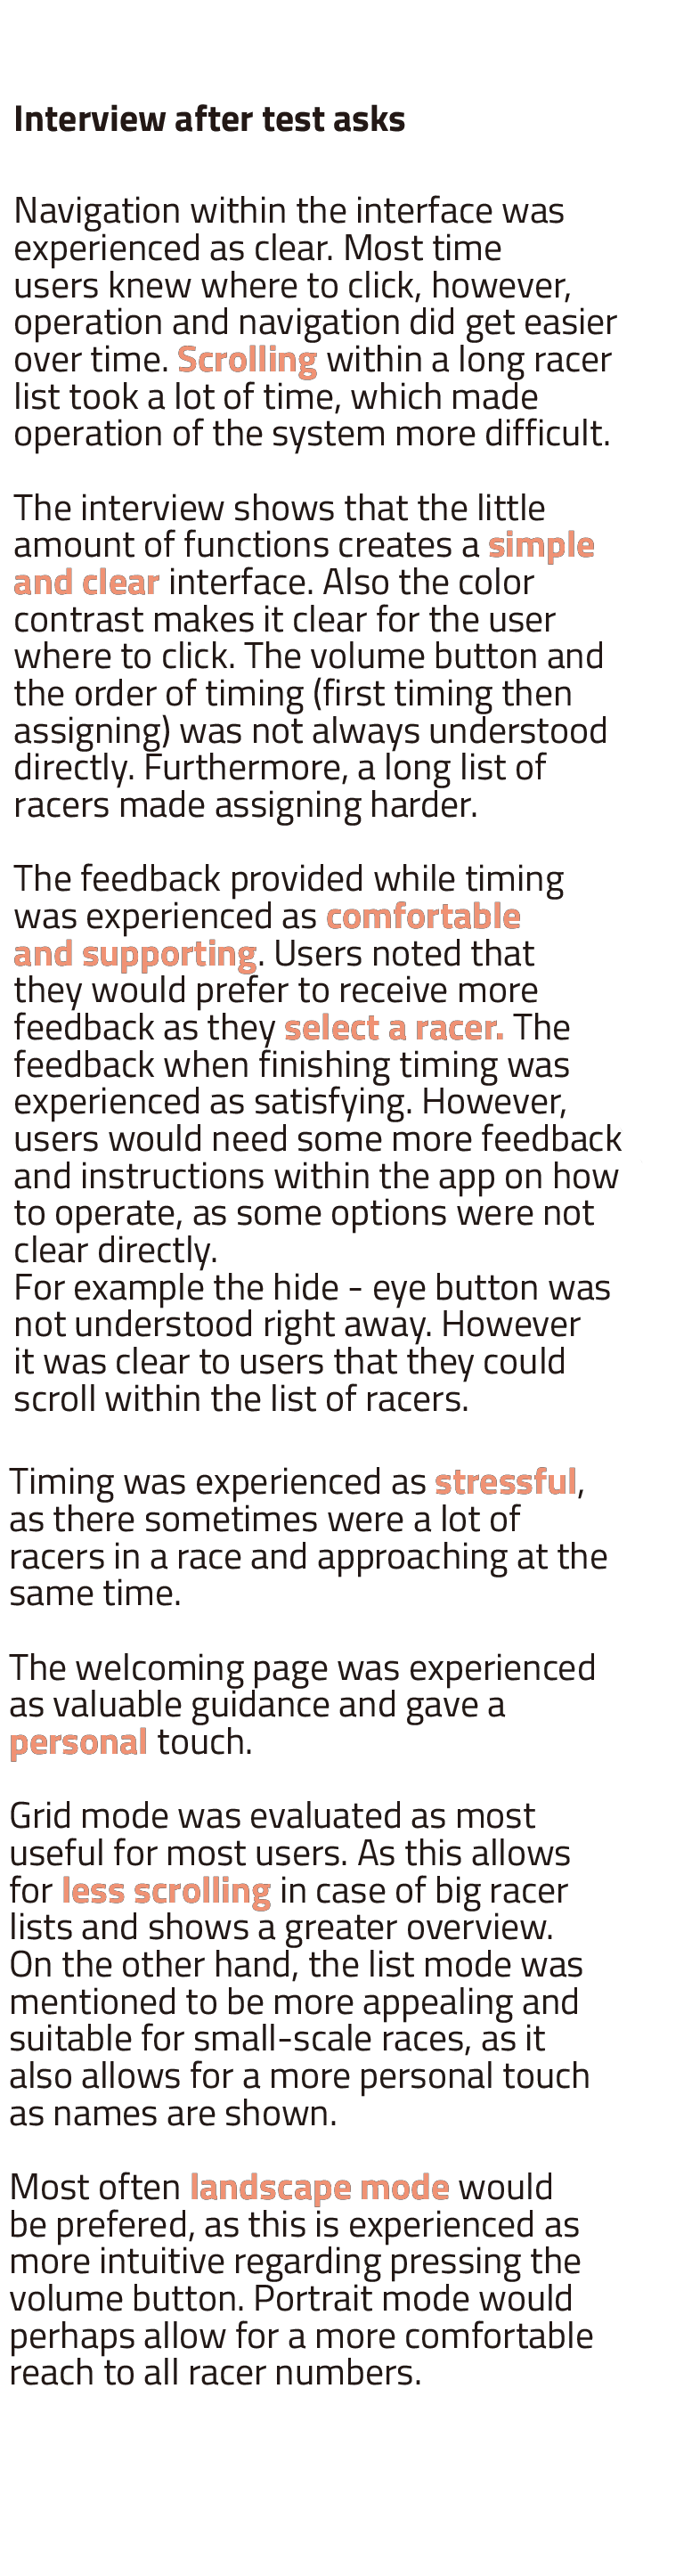 Interview after test asks
Navigation within the interface was
experienced as clear. Most time
users knew where to click, however,
operation and navigation did get easier
over time. Scrolling within a long racer
list took a lot of time, which made
operation of the system more difficult.
The interview shows that the little
amount of functions creates a simple
and clear interface. Also the color
contrast makes it clear for the user
where to click. The volume button and
the order of timing (first timing then
assigning) was not always understood
directly. Furthermore, a long list of
racers made assigning harder.
The feedback provided while timing
was experienced as comfortable
and supporting. Users noted that
they would prefer to receive more
feedback as they select a racer. The
feedback when finishing timing was
experienced as satisfying. However,
users would need some more feedback
and instructions within the app on how
to operate, as some options were not
clear directly.
For example the hide - eye button was
not understood right away. However
it was clear to users that they could
scroll within the list of racers.
Timing was experienced as stressful,
as there sometimes were a lot of
racers in a race and approaching at the
same time.
The welcoming page was experienced
as valuable guidance and gave a
personal touch.
Grid mode was evaluated as most
useful for most users. As this allows
for less scrolling in case of big racer
lists and shows a greater overview.
On the other hand, the list mode was
mentioned to be more appealing and
suitable for small-scale races, as it
also allows for a more personal touch
as names are shown.
Most often landscape mode would
be prefered, as this is experienced as
more intuitive regarding pressing the
volume button. Portrait mode would
perhaps allow for a more comfortable
reach to all racer numbers.